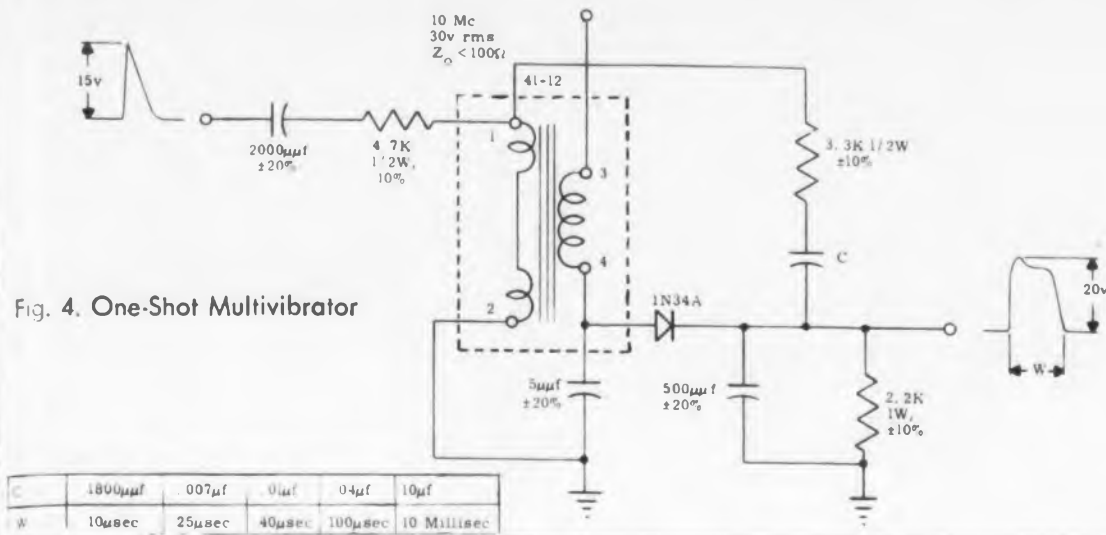 10 Mc
30v rms
Z₀ < 100Ω
41-12
15v
1
2000μμf
±20%
4 7K
1/2W,
10%
3
3.3K 1/2W
±10%
4
C
2
1N34A
20v
W
Fig. 4. One-Shot Multivibrator
5μμf
±20%
500μμf
±20%
2.2K
1W,
±10%
C 1800μμf .007μf .01μf .04μf 10μf
W 10μsec 25μsec 40μsec 100μsec 10 Millisec